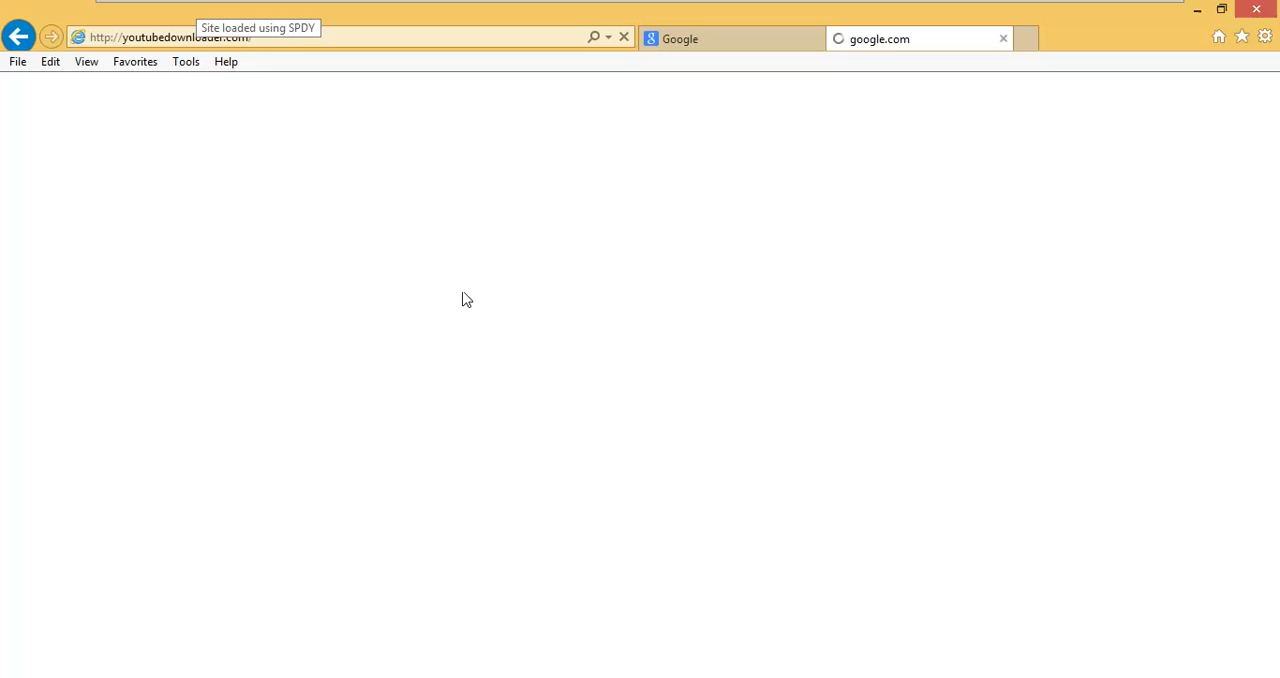 Site loaded using SPDY
http://youtubedownloader.com/
Google
google.com
File Edit View Favorites Tools Help